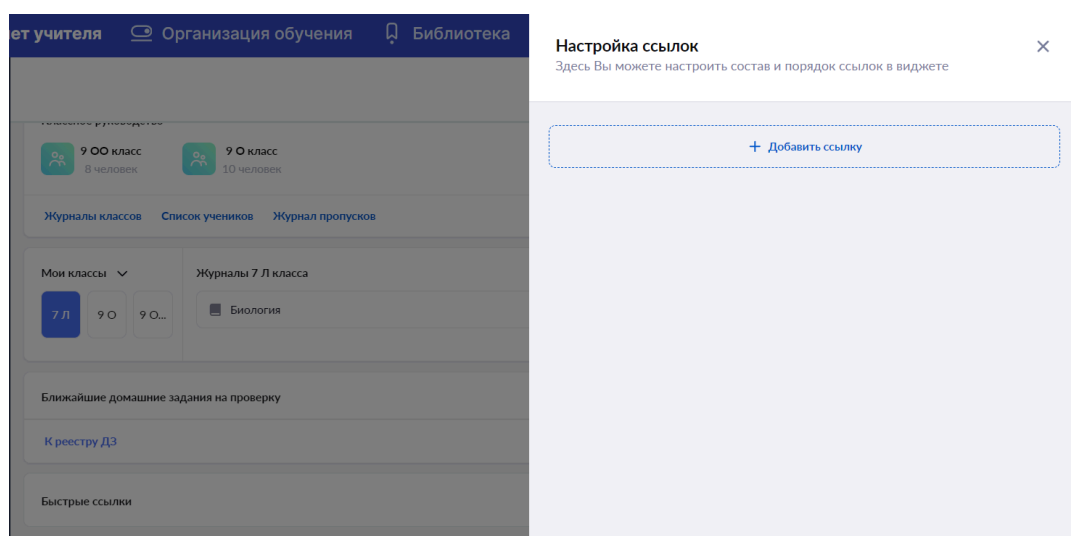 ет учителя Организация обучения Библиотека
Настройка ссылок
Здесь Вы можете настроить состав и порядок ссылок в виджете
+ Добавить ссылку
9 ОО класс
8 человек
9 О класс
10 человек
Журналы классов Список учеников Журнал пропусков
Мои классы
7 Л 9 О 9 О...
Журналы 7 Л класса
Биология
Ближайшие домашние задания на проверку
К реестру ДЗ
Быстрые ссылки